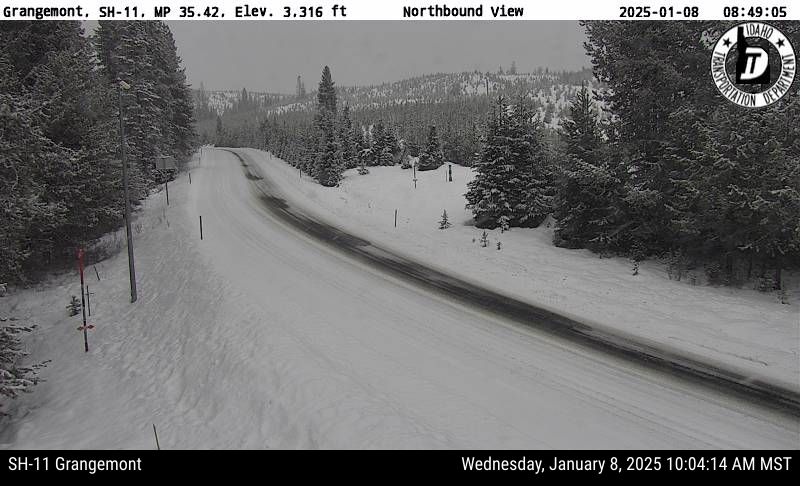 Grangemont, SH-11, MP 35.42, Elev. 3,316 ft Northbound View 2025-01-08 08:49:05
IDAHO
TRANSPORTATION DEPARTMENT
SH-11 Grangemont Wednesday, January 8, 2025 10:04:14 AM MST